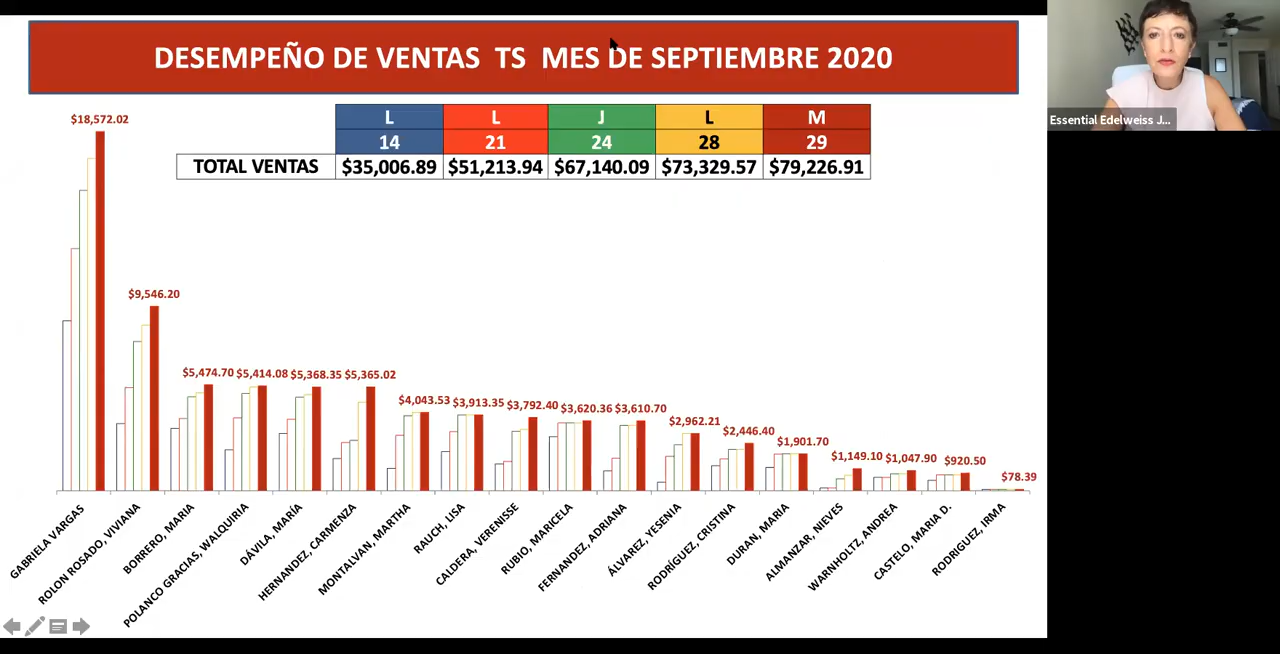 DESEMPEÑO DE VENTAS TS MES DE SEPTIEMBRE 2020
Essential Edelweiss J...
L L J L M
14 21 24 28 29
TOTAL VENTAS $35,006.89 $51,213.94 $67,140.09 $73,329.57 $79,226.91
$18,572.02
$9,546.20
$5,474.70
$5,414.08
$5,368.35
$5,365.02
$4,043.53
$3,913.35
$3,792.40
$3,620.36
$3,610.70
$2,962.21
$2,446.40
$1,901.70
$1,149.10
$1,047.90
$920.50
$78.39
GABRIELA VARGAS
ROLON ROSADO, VIVIANA
BORRERO, MARIA
POLANCO GRACIAS, WALQUIRIA
DÁVILA, MARÍA
HERNANDEZ, CARMENZA
MONTALVAN, MARTHA
RAUCH, LISA
CALDERA, VERENISSE
RUBIO, MARICELA
FERNANDEZ, ADRIANA
ÁLVAREZ, YESENIA
RODRÍGUEZ, CRISTINA
DURAN, MARIA
ALMANZAR, NIEVES
WARNHOLTZ, ANDREA
CASTELO, MARIA D.
RODRIGUEZ, IRMA